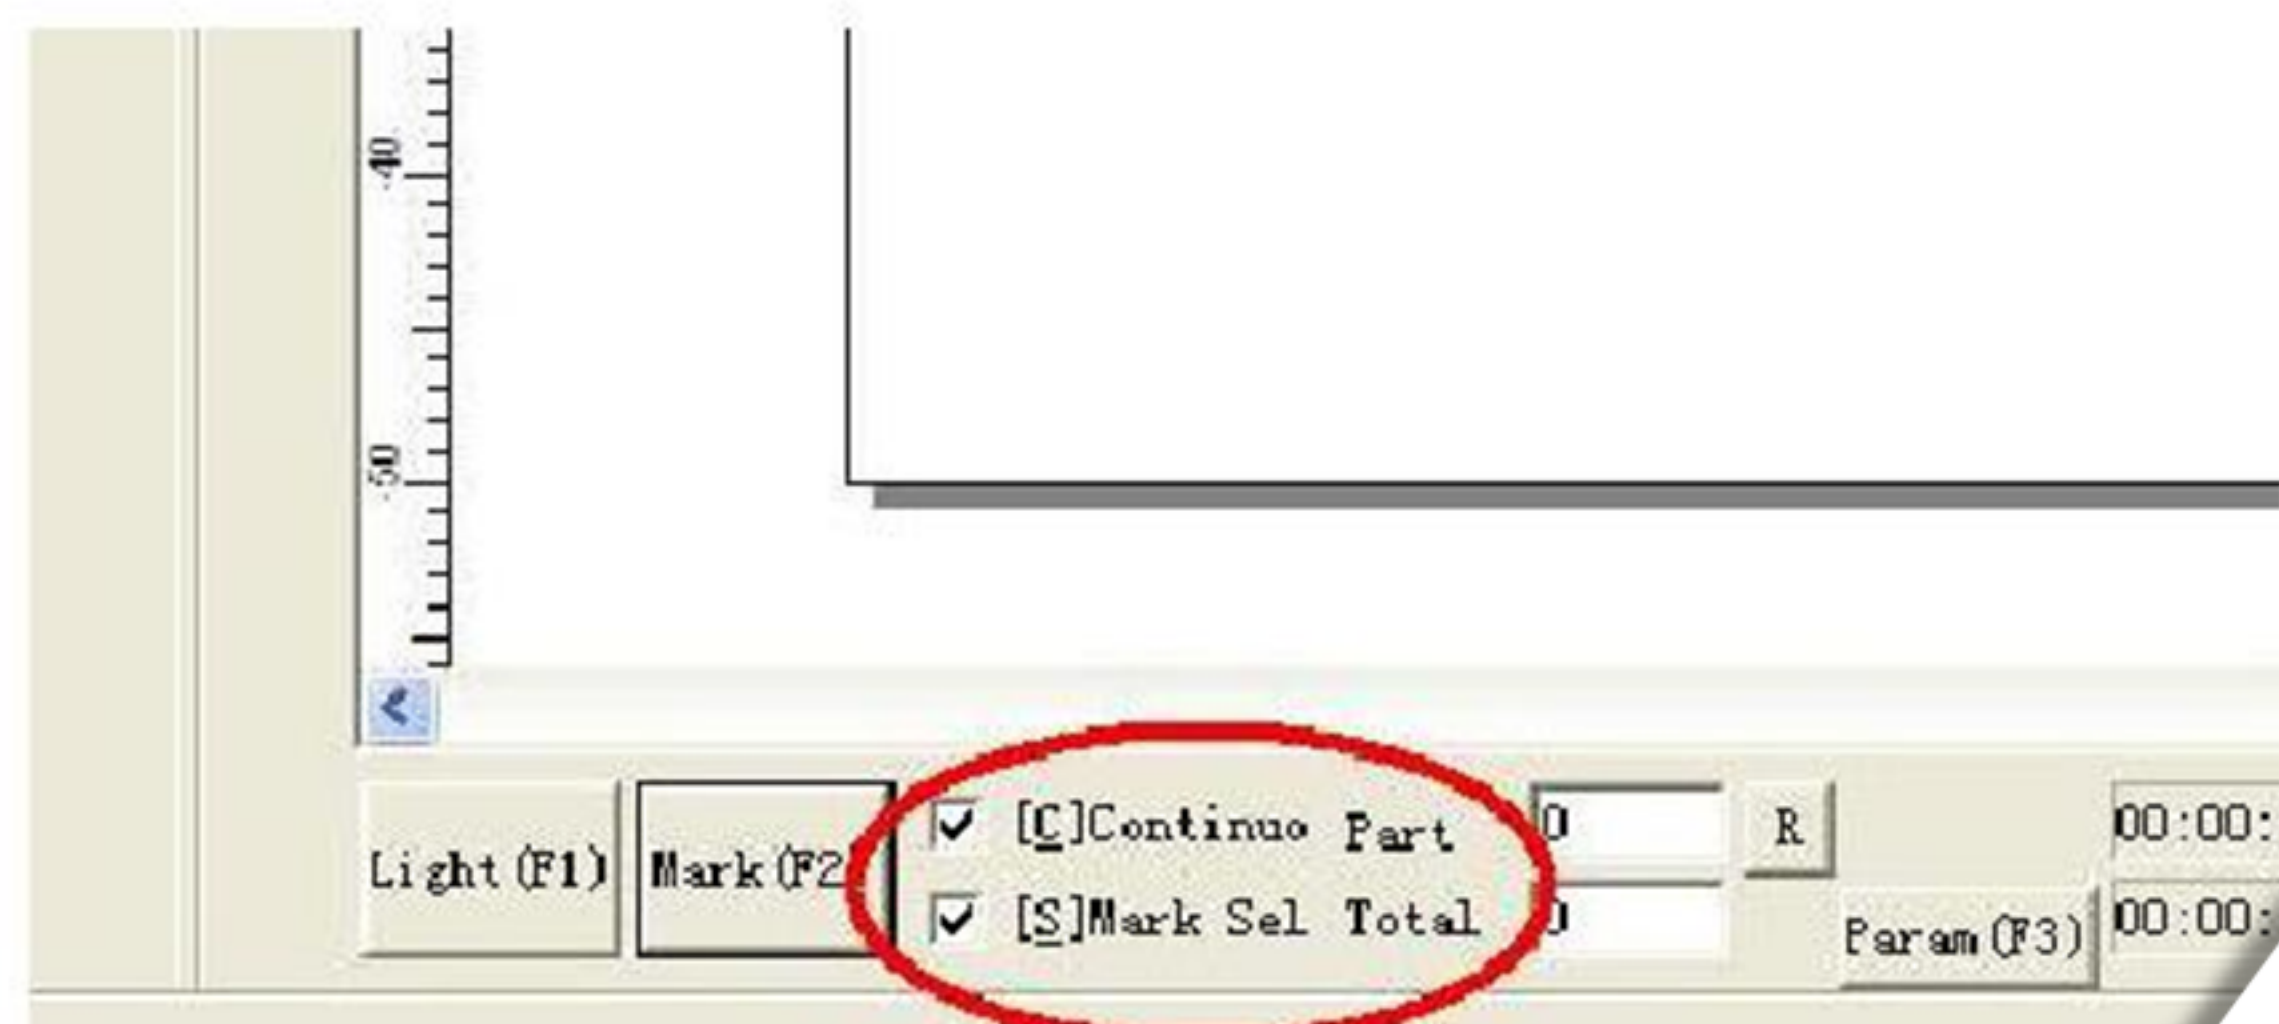 -40
-50
Light(F1)
Mark(F2
[C]Continuo Part 0 R 00:00:
[S]Mark Sel Total 0 Param(F3) 00:00: